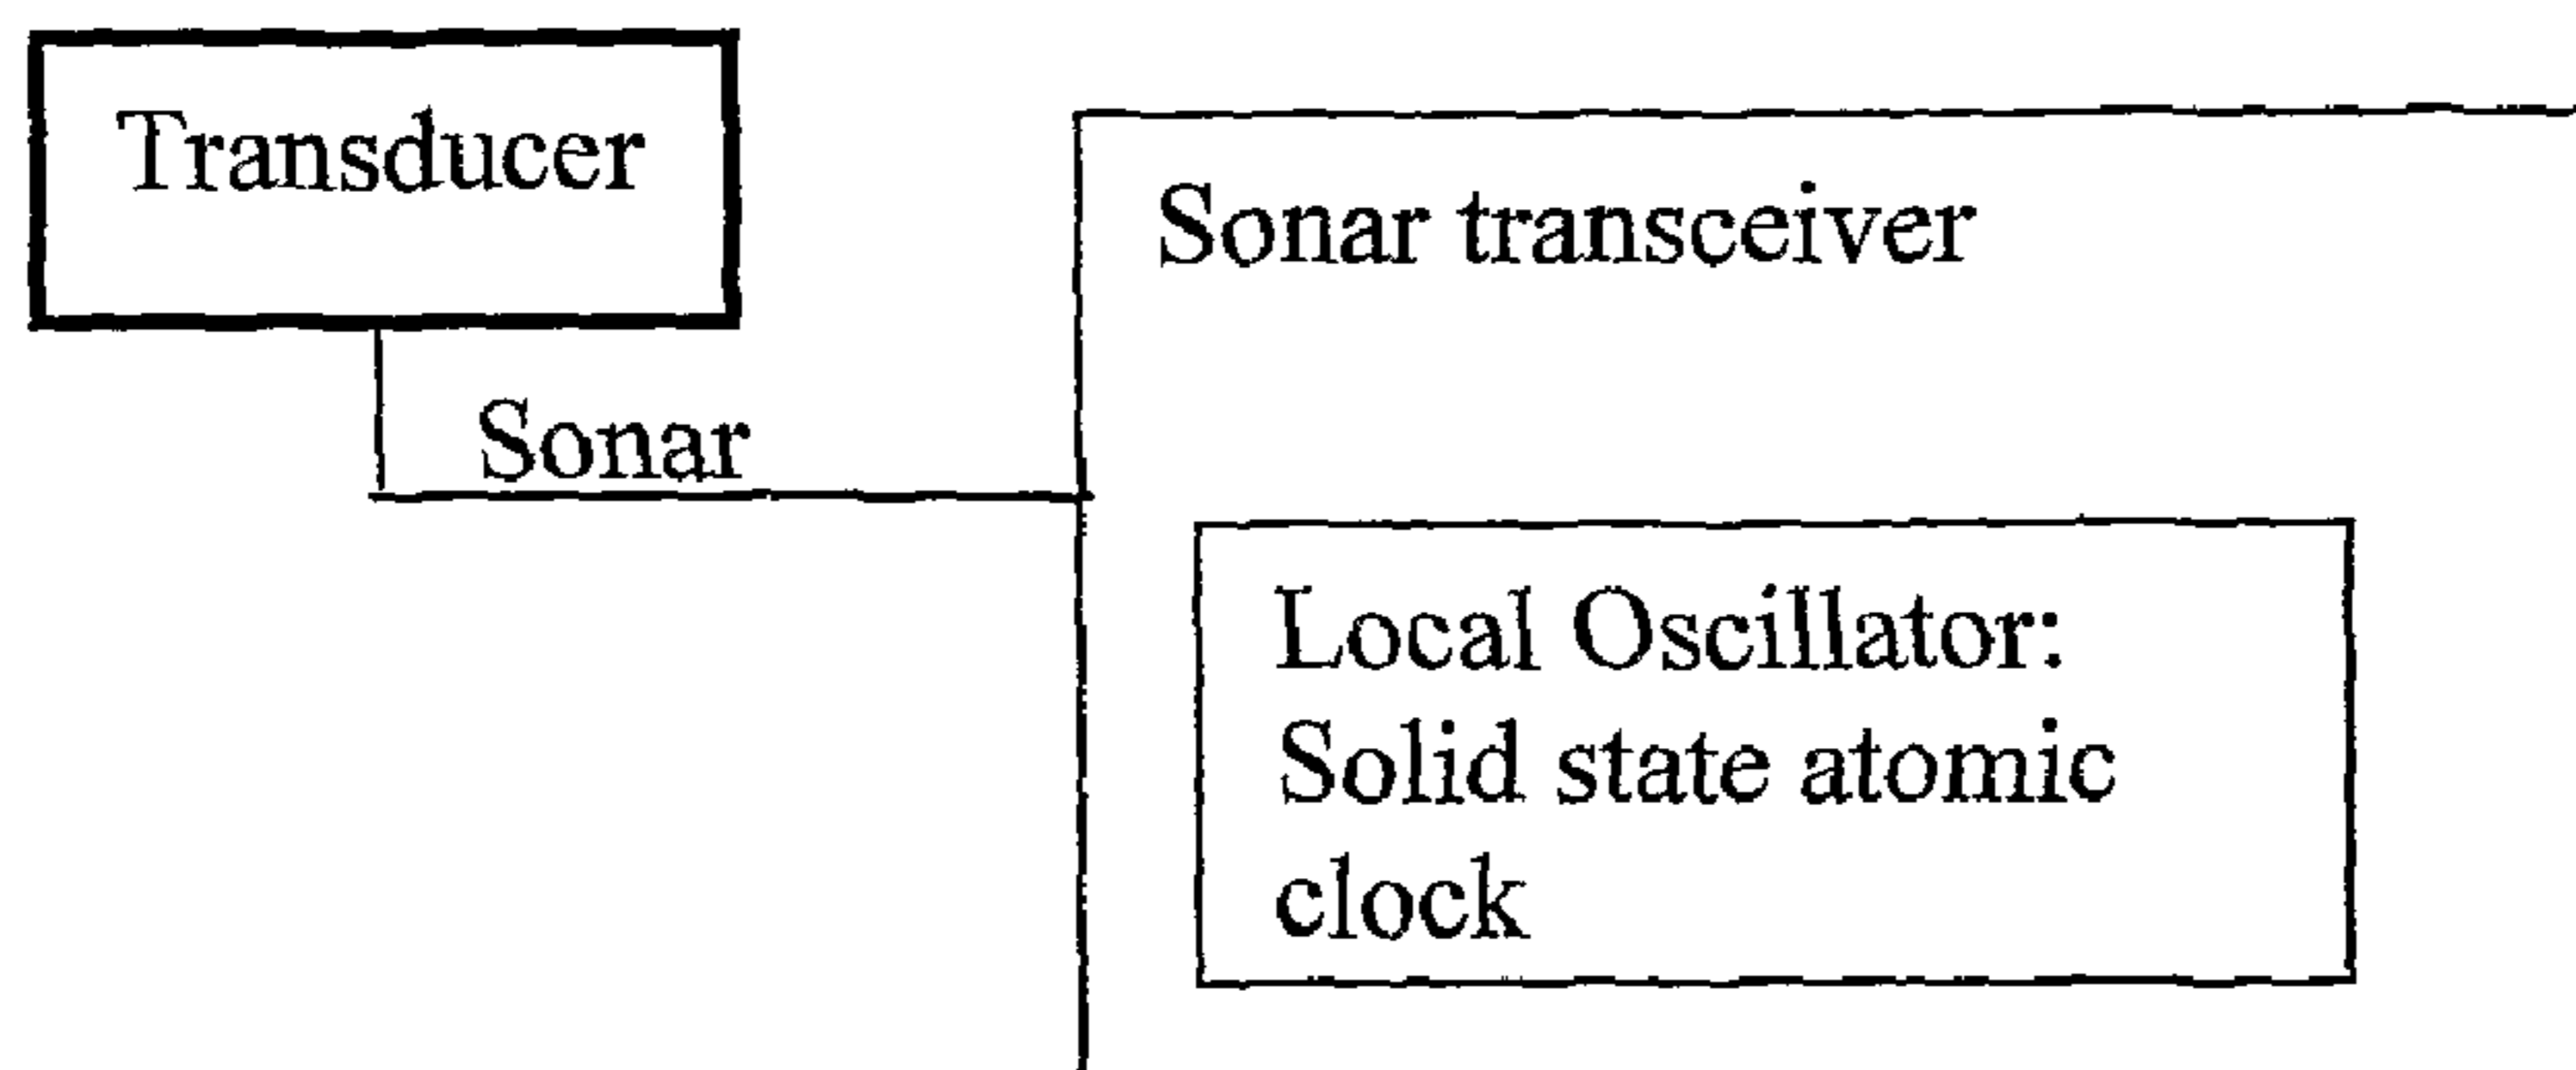 Transducer
Sonar transceiver
Sonar
Local Oscillator:
Solid state atomic
clock